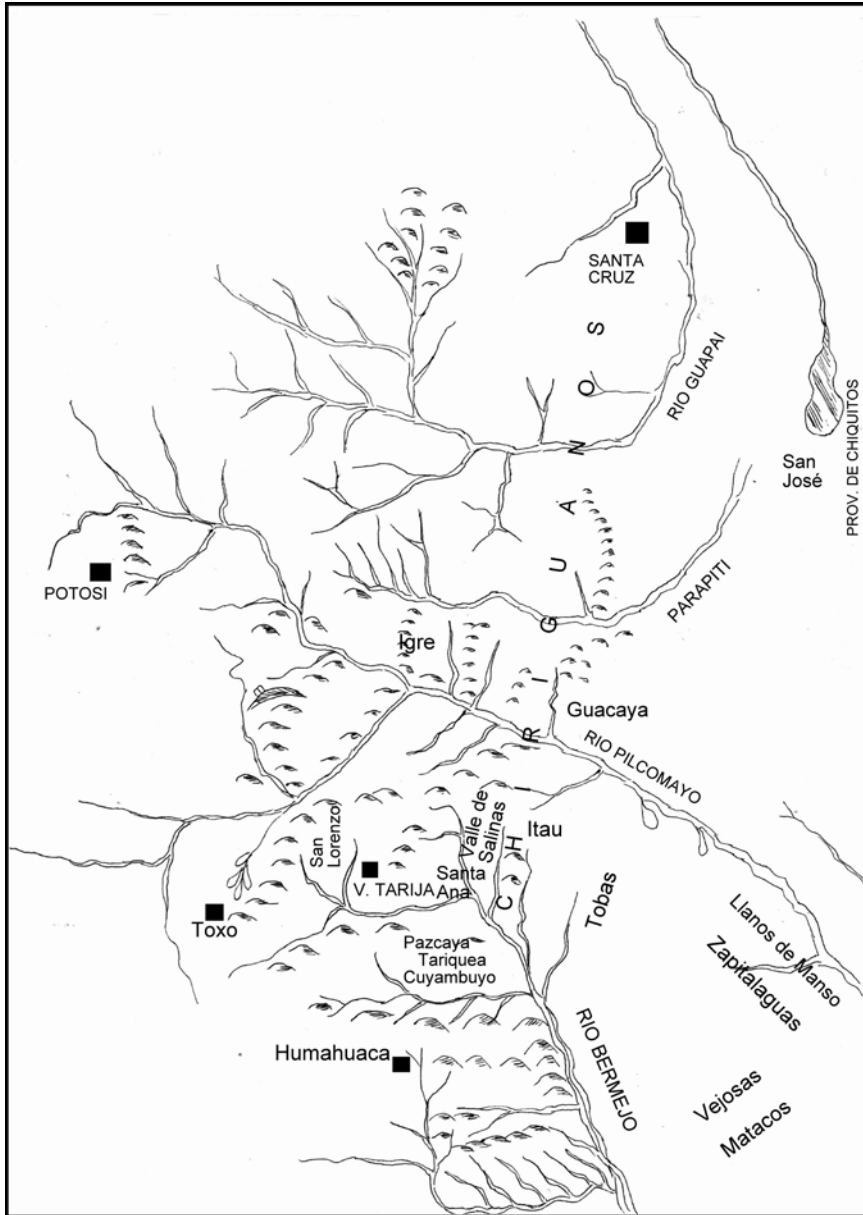 SANTA
CRUZ
RIO GUAPAI
San
José
PROV. DE CHIQUITOS
POTOSI
PARAPITI
Igre
Guacaya
RIO PILCOMAYO
CHIRIGUANOS
San
Lorenzo
Valle de
Salinas
Itau
V. TARIJA
Santa
Ana
Toxo
Tobas
Llanos de Manso
Zapitalaguas
Pazcaya
Tariquea
Cuyambuyo
Humahuaca
RIO BERMEJO
Vejosas
Matacos